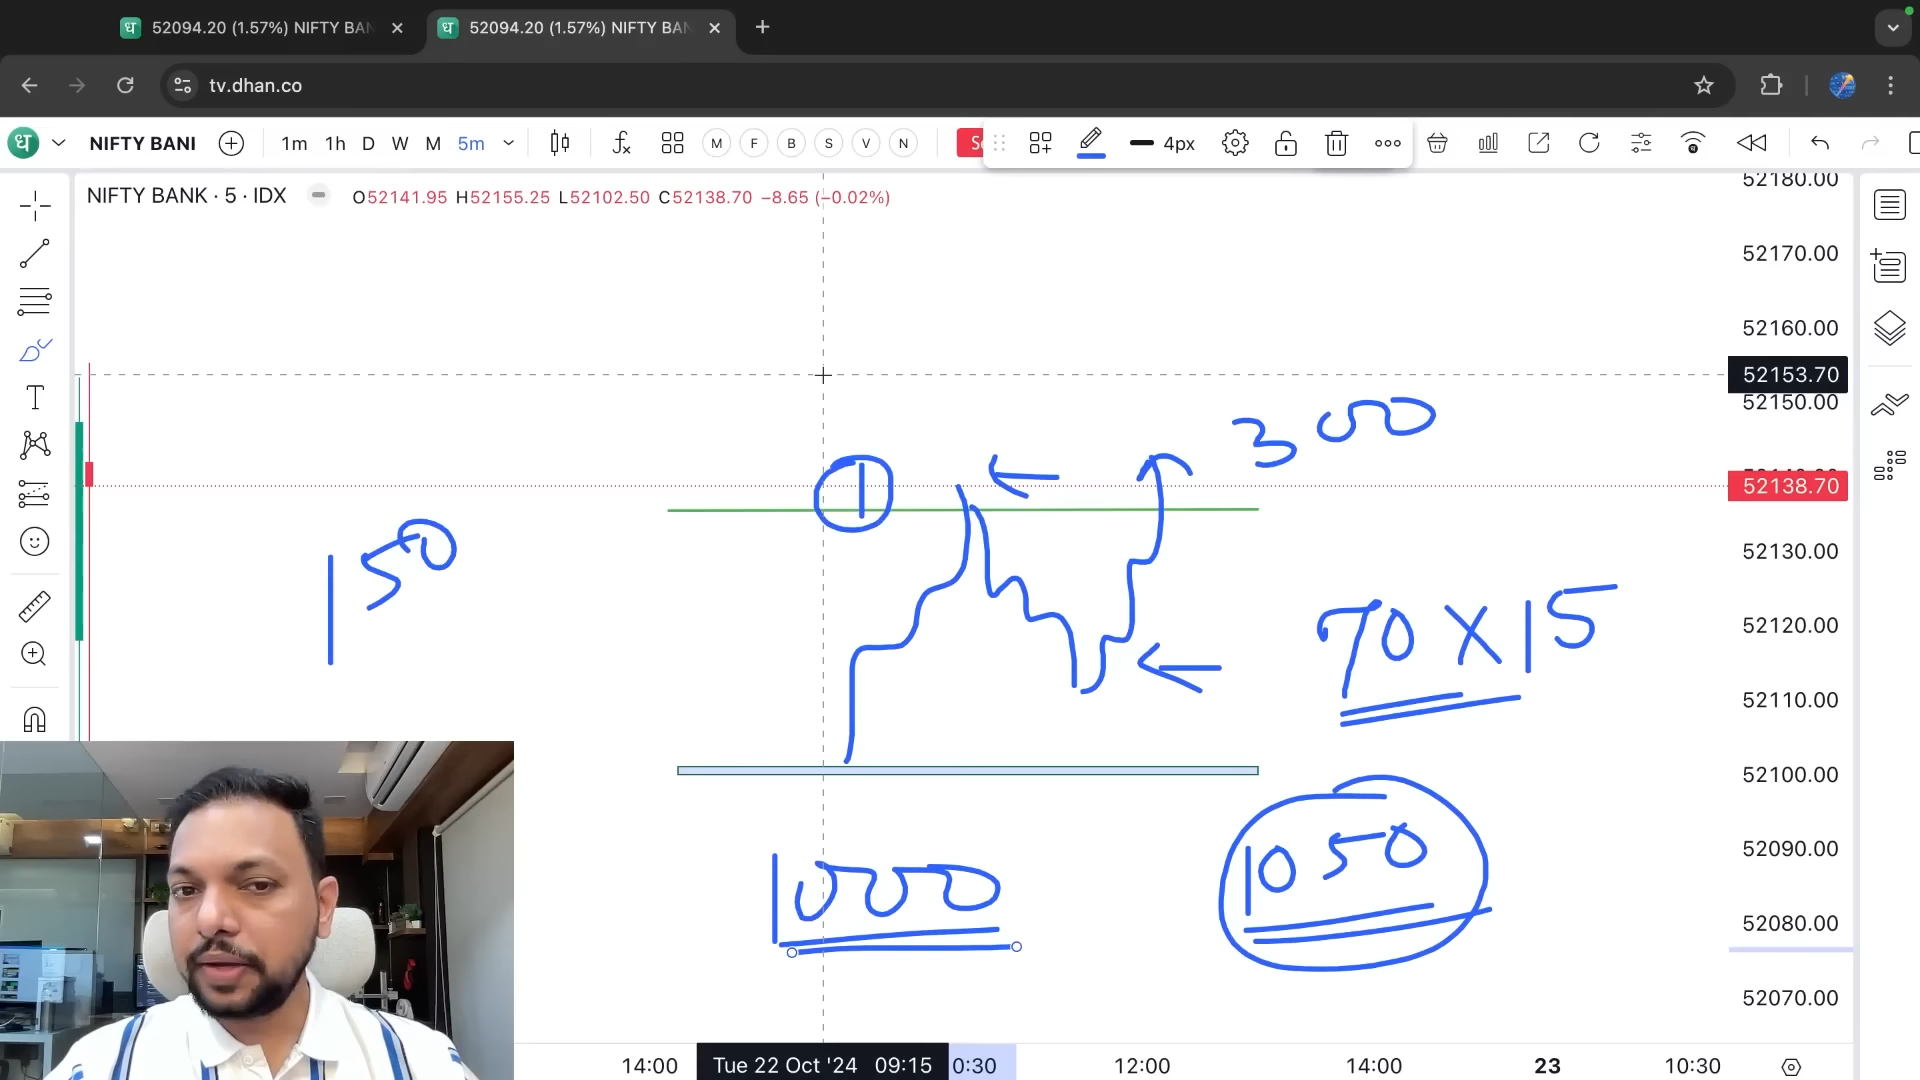 52094.20 (1.57%) NIFTY BAN
52094.20 (1.57%) NIFTY BAN
tv.dhan.co
NIFTY BANI
1m 1h D W M 5m
M F B S V N
4px
NIFTY BANK · 5 · IDX
O52141.95 H52155.25 L52102.50 C52138.70 −8.65 (−0.02%)
52180.00
52170.00
52160.00
52153.70
52150.00
52138.70
52130.00
52120.00
52110.00
52100.00
52090.00
52080.00
52070.00
300
1
150
70 X 15
1000
1050
14:00 Tue 22 Oct '24 09:15 0:30 12:00 14:00 23 10:30